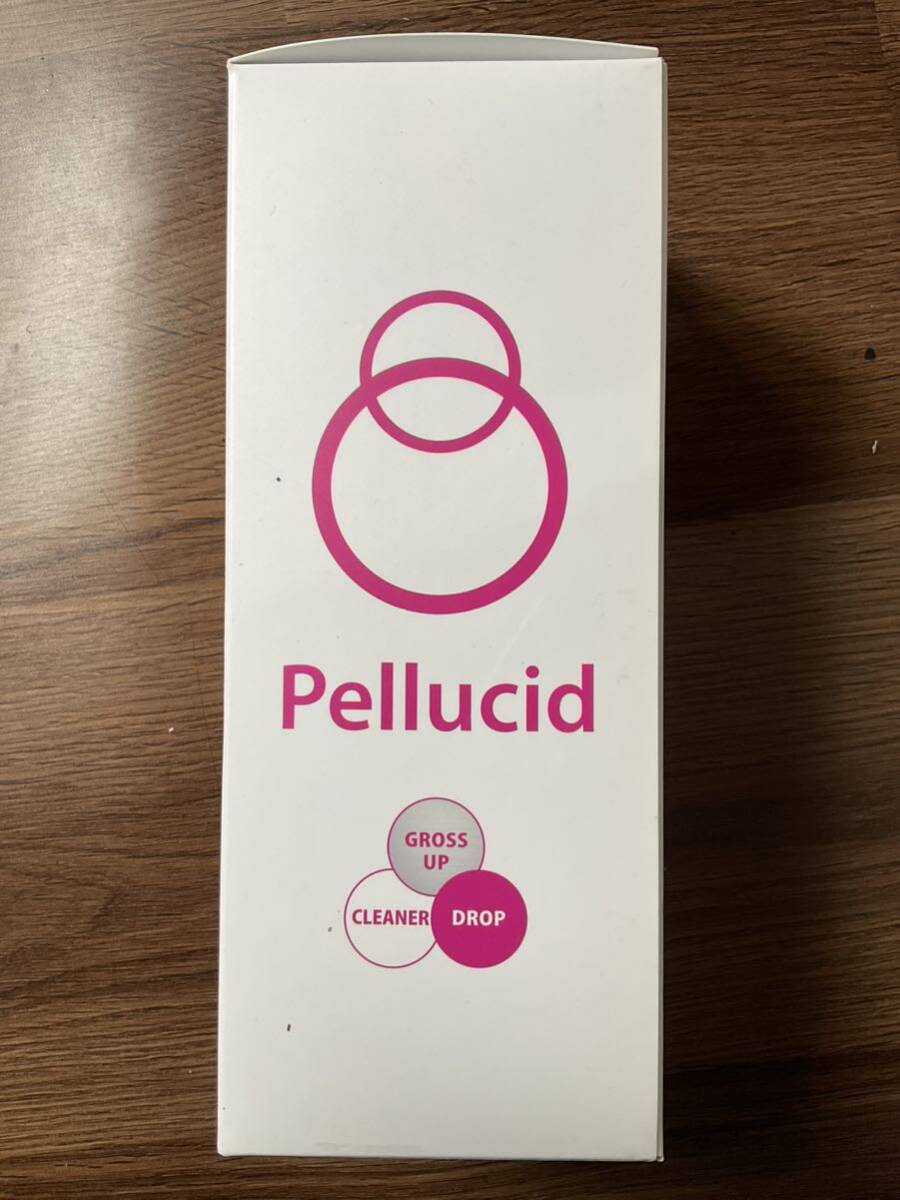 Pellucid
GROSS
UP
CLEANER
DROP